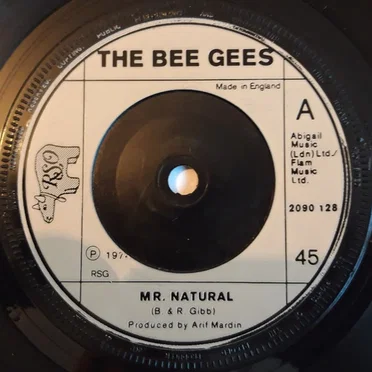 THE BEE GEES
Made in England
A
Abigail
Music
(Ldn) Ltd./
Flam
Music
Ltd.
2090 128
RSO
℗
RSG
45
MR. NATURAL
(B. & R. Gibb)
Produced by Arif Mardin